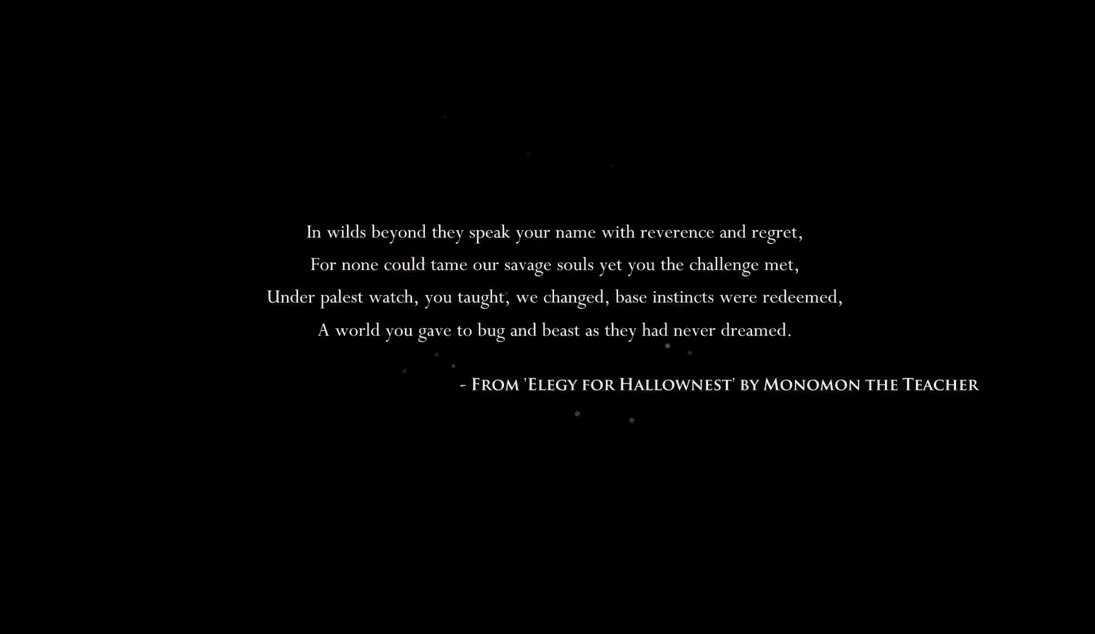 In wilds beyond they speak your name with reverence and regret,
For none could tame our savage souls yet you the challenge met,
Under palest watch, you taught, we changed, base instincts were redeemed,
A world you gave to bug and beast as they had never dreamed.
- From 'Elegy for Hallownest' by Monomon the Teacher